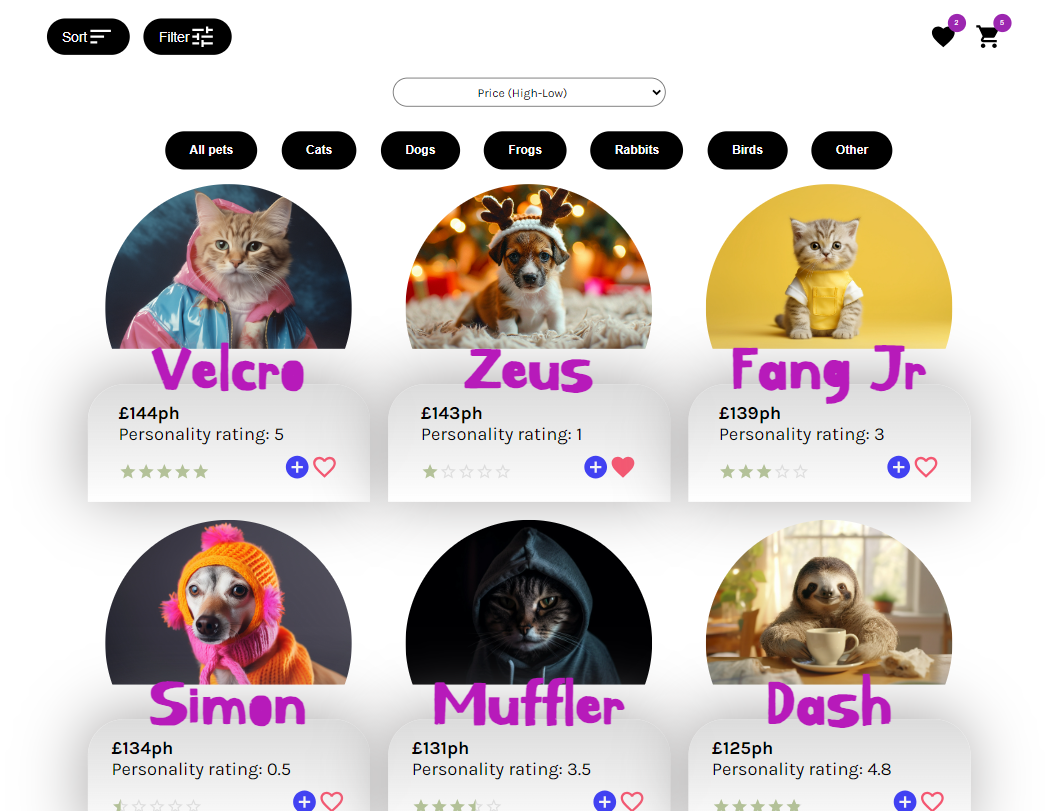 Sort
Filter
2
5
Price (High-Low)
All pets
Cats
Dogs
Frogs
Rabbits
Birds
Other
Velcro
£144ph
Personality rating: 5
Zeus
£143ph
Personality rating: 1
Fang Jr
£139ph
Personality rating: 3
Simon
£134ph
Personality rating: 0.5
Muffler
£131ph
Personality rating: 3.5
Dash
£125ph
Personality rating: 4.8